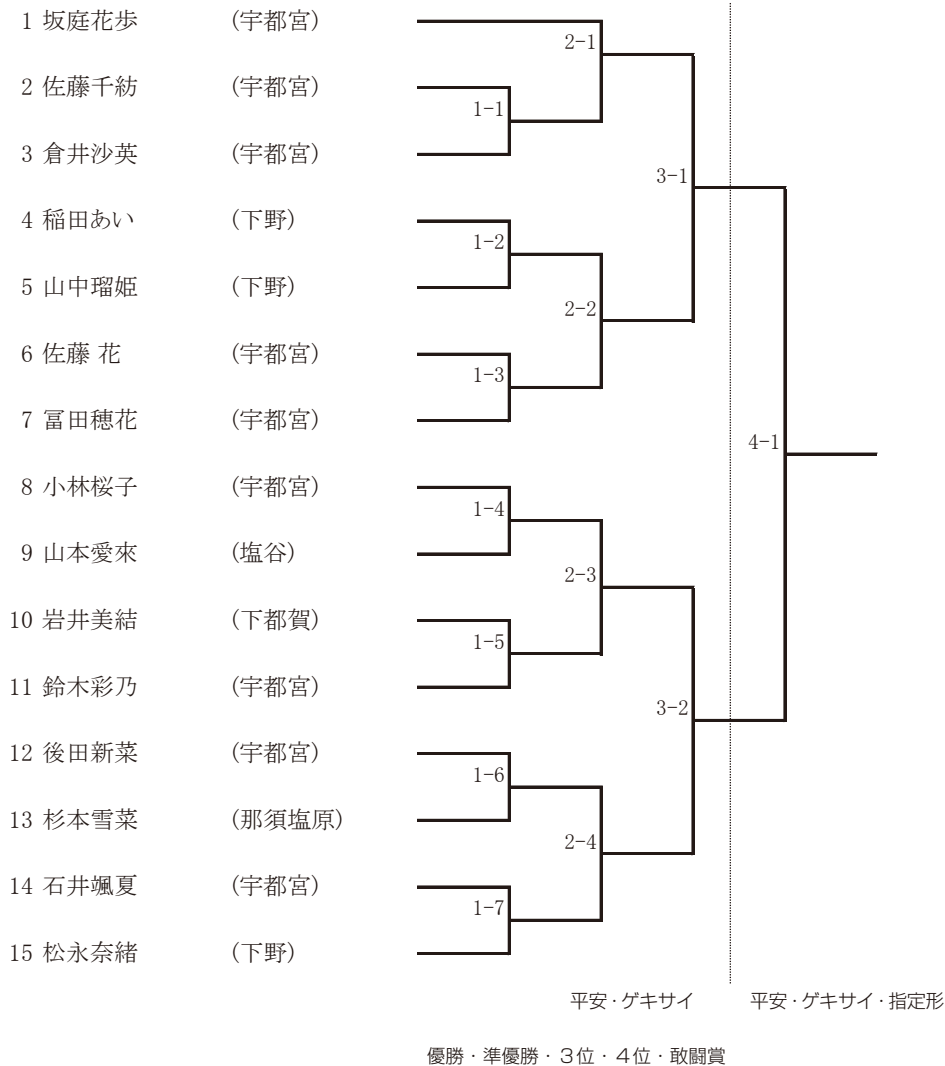 1 坂庭花歩 (宇都宮)
2-1
2 佐藤千紡 (宇都宮)
1-1
3 倉井沙英 (宇都宮)
3-1
4 稲田あい (下野)
1-2
5 山中瑠姫 (下野)
2-2
6 佐藤 花 (宇都宮)
1-3
7 冨田穂花 (宇都宮)
4-1
8 小林桜子 (宇都宮)
1-4
9 山本愛來 (塩谷)
2-3
10 岩井美結 (下都賀)
1-5
11 鈴木彩乃 (宇都宮)
3-2
12 後田新菜 (宇都宮)
1-6
13 杉本雪菜 (那須塩原)
2-4
14 石井颯夏 (宇都宮)
1-7
15 松永奈緒 (下野)
平安・ゲキサイ 平安・ゲキサイ・指定形
優勝・準優勝・3位・4位・敢闘賞